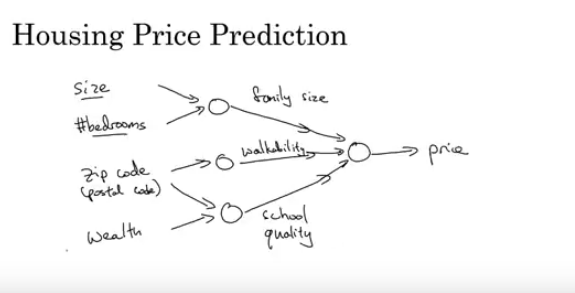 Housing Price Prediction
size
family size
#bedrooms
walkability
price
zip code
(postal code)
school
quality
wealth